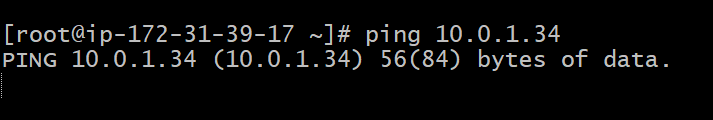 [root@ip-172-31-39-17 ~]# ping 10.0.1.34
PING 10.0.1.34 (10.0.1.34) 56(84) bytes of data.